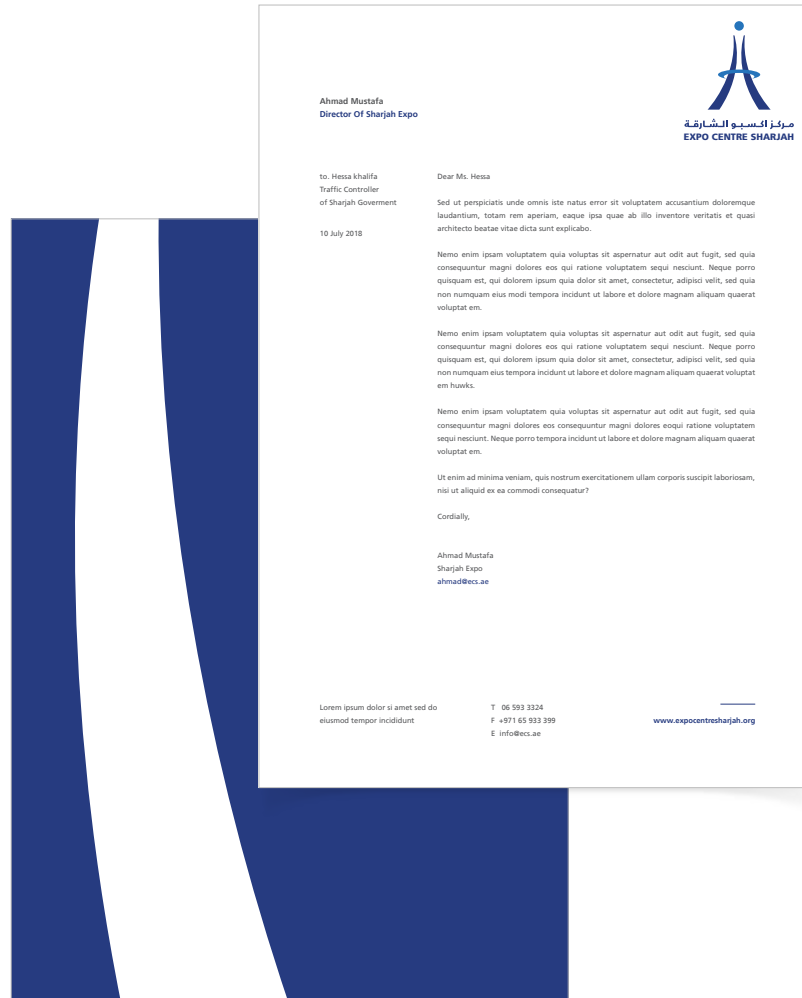 مركز اكسبو الشارقة
EXPO CENTRE SHARJAH
Ahmad Mustafa
Director Of Sharjah Expo
to. Hessa khalifa
Traffic Controller
of Sharjah Goverment
10 July 2018
Dear Ms. Hessa
Sed ut perspiciatis unde omnis iste natus error sit voluptatem accusantium doloremque
laudantium, totam rem aperiam, eaque ipsa quae ab illo inventore veritatis et quasi
architecto beatae vitae dicta sunt explicabo.
Nemo enim ipsam voluptatem quia voluptas sit aspernatur aut odit aut fugit, sed quia
consequuntur magni dolores eos qui ratione voluptatem sequi nesciunt. Neque porro
quisquam est, qui dolorem ipsum quia dolor sit amet, consectetur, adipisci velit, sed quia
non numquam eius modi tempora incidunt ut labore et dolore magnam aliquam quaerat
voluptat em.
Nemo enim ipsam voluptatem quia voluptas sit aspernatur aut odit aut fugit, sed quia
consequuntur magni dolores eos qui ratione voluptatem sequi nesciunt. Neque porro
quisquam est, qui dolorem ipsum quia dolor sit amet, consectetur, adipisci velit, sed quia
non numquam eius tempora incidunt ut labore et dolore magnam aliquam quaerat voluptat
em huwks.
Nemo enim ipsam voluptatem quia voluptas sit aspernatur aut odit aut fugit, sed quia
consequuntur magni dolores eos consequuntur magni dolores eoqui ratione voluptatem
sequi nesciunt. Neque porro tempora incidunt ut labore et dolore magnam aliquam quaerat
voluptat em.
Ut enim ad minima veniam, quis nostrum exercitationem ullam corporis suscipit laboriosam,
nisi ut aliquid ex ea commodi consequatur?
Cordially,
Ahmad Mustafa
Sharjah Expo
ahmad@ecs.ae
Lorem ipsum dolor si amet sed do
eiusmod tempor incididunt
T 06 593 3324
F +971 65 933 399
E info@ecs.ae
www.expocentresharjah.org